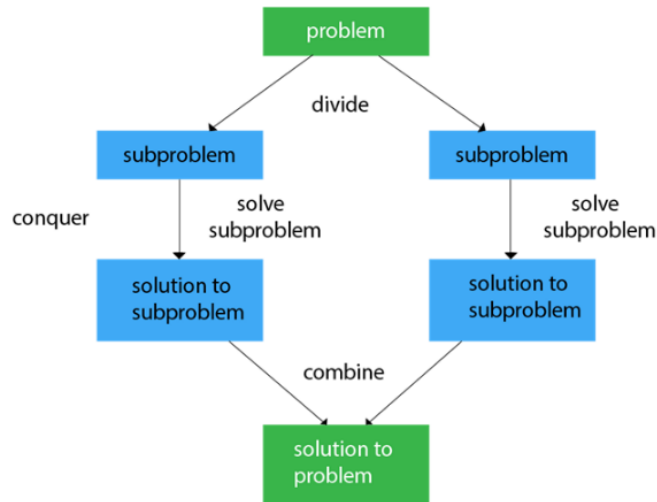 problem
divide
subproblem
subproblem
conquer
solve
subproblem
solve
subproblem
solution to
subproblem
solution to
subproblem
combine
solution to
problem